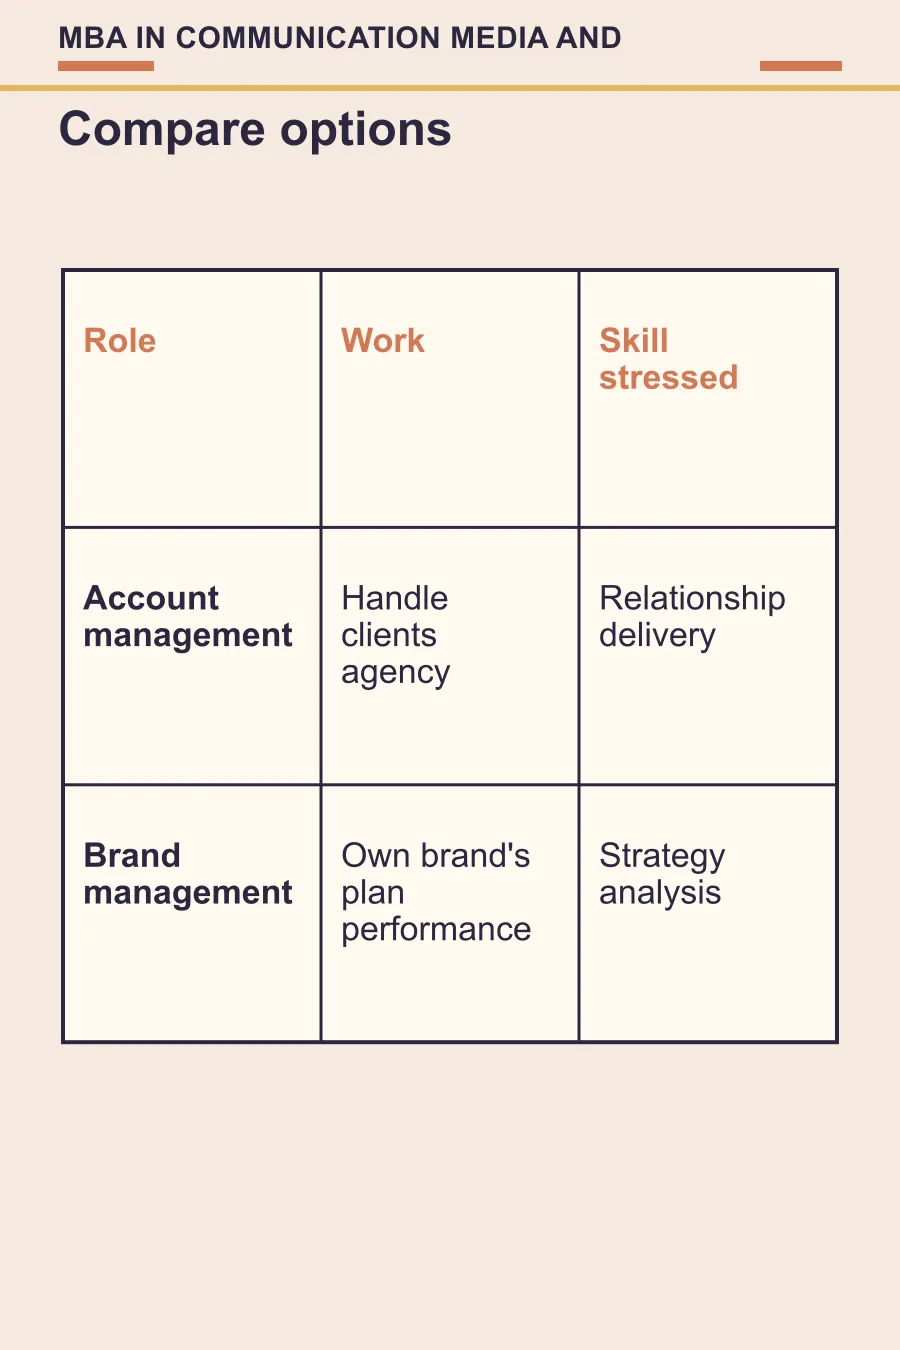 MBA IN COMMUNICATION MEDIA AND
Compare options
Role
Work
Skill
stressed
Account
management
Handle
clients
agency
Relationship
delivery
Brand
management
Own brand's
plan
performance
Strategy
analysis